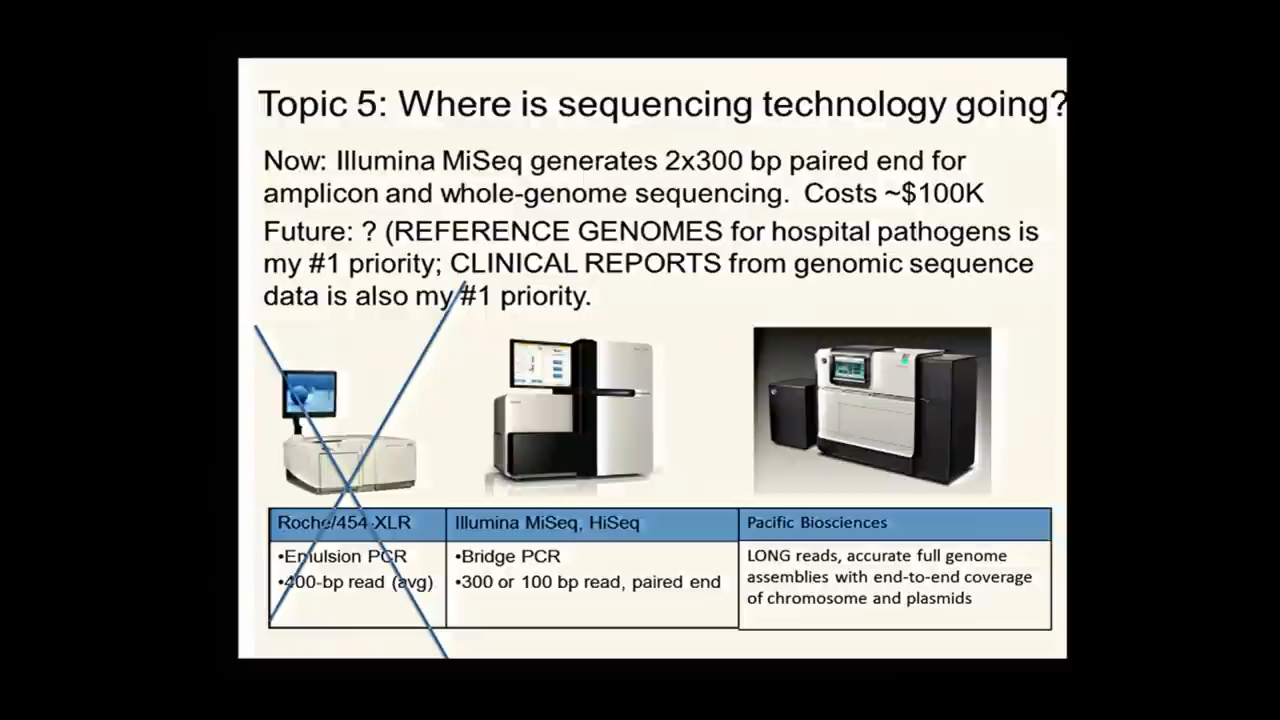 Topic 5: Where is sequencing technology going?
Now: Illumina MiSeq generates 2x300 bp paired end for
amplicon and whole-genome sequencing.  Costs ~$100K
Future: ? (REFERENCE GENOMES for hospital pathogens is
my #1 priority; CLINICAL REPORTS from genomic sequence
data is also my #1 priority.
Roche/454 XLR
•Emulsion PCR
•400-bp read (avg)
Illumina MiSeq, HiSeq
•Bridge PCR
•300 or 100 bp read, paired end
Pacific Biosciences
LONG reads, accurate full genome
assemblies with end-to-end coverage
of chromosome and plasmids